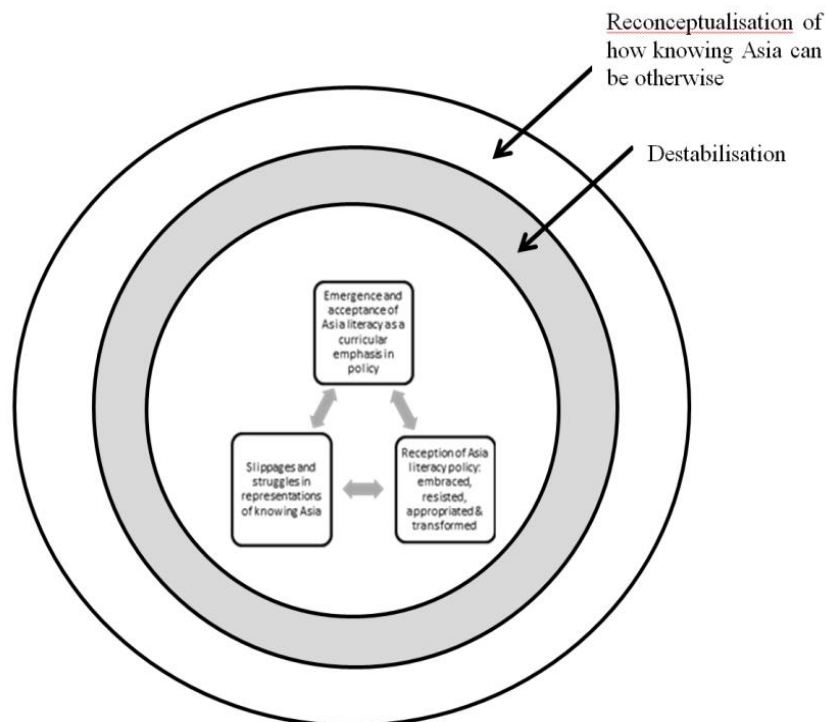 Reconceptualisation of
how knowing Asia can
be otherwise
Destabilisation
Emergence and
acceptance of
Asia literacy as a
curricular
emphasis in
policy
Slippages and
struggles in
representations
of knowing Asia
Reception of Asia
literacy policy:
embraced,
resisted,
appropriated &
transformed